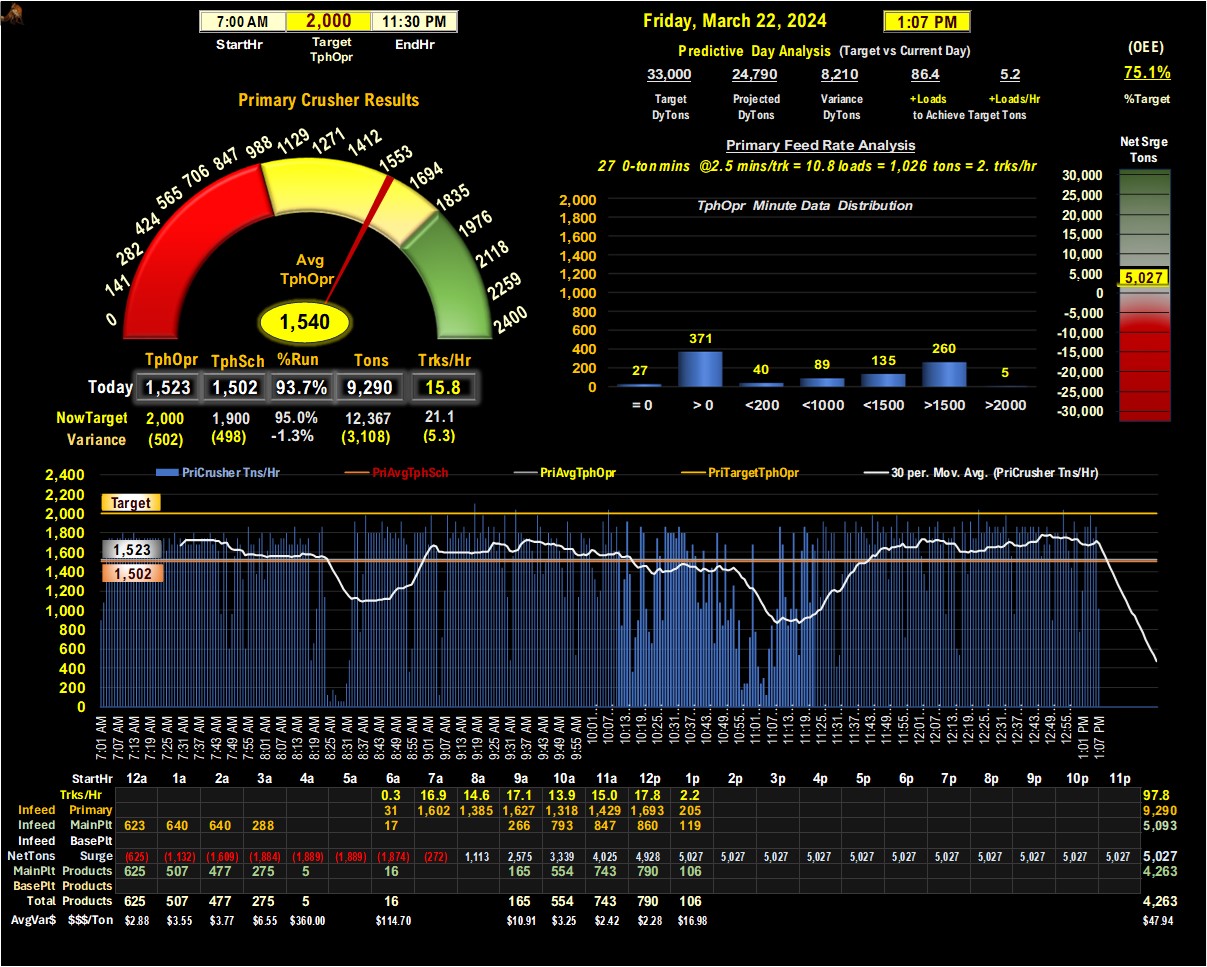 7:00 AM 2,000 11:30 PM
StartHr Target TphOpr EndHr
Friday, March 22, 2024 1:07 PM
Predictive Day Analysis (Target vs Current Day)
33,000 24,790 8,210 86.4 5.2
Target DyTons Projected DyTons Variance DyTons +Loads +Loads/Hr
to Achieve Target Tons
(OEE)
75.1%
%Target
Primary Crusher Results
0 141 282 424 565 706 847 988 1129 1271 1412 1553 1694 1835 1976 2118 2259 2400
Avg
TphOpr
1,540
TphOpr TphSch %Run Tons Trks/Hr
Today 1,523 1,502 93.7% 9,290 15.8
NowTarget 2,000 1,900 95.0% 12,367 21.1
Variance (502) (498) -1.3% (3,108) (5.3)
Primary Feed Rate Analysis
27 0-ton mins @2.5 mins/trk = 10.8 loads = 1,026 tons = 2. trks/hr
TphOpr Minute Data Distribution
2,000
1,800
1,600
1,400
1,200
1,000
800
600
400
200
0
27 371 40 89 135 260 5
= 0 > 0 <200 <1000 <1500 >1500 >2000
Net Srge
Tons
30,000
25,000
20,000
15,000
10,000
5,000
0
-5,000
-10,000
-15,000
-20,000
-25,000
-30,000
5,027
PriCrusher Tns/Hr PriAvgTphSch PriAvgTphOpr PriTargetTphOpr 30 per. Mov. Avg. (PriCrusher Tns/Hr)
2,400
2,200
2,000
1,800
1,600
1,400
1,200
1,000
800
600
400
200
0
Target
1,523
1,502
7:01 AM 7:07 AM 7:13 AM 7:19 AM 7:25 AM 7:31 AM 7:37 AM 7:43 AM 7:49 AM 7:55 AM 8:01 AM 8:07 AM 8:13 AM 8:19 AM 8:25 AM 8:31 AM 8:37 AM 8:43 AM 8:49 AM 8:55 AM 9:01 AM 9:07 AM 9:13 AM 9:19 AM 9:25 AM 9:31 AM 9:37 AM 9:43 AM 9:49 AM 9:55 AM 10:01.. 10:07.. 10:13.. 10:19.. 10:25.. 10:31.. 10:37.. 10:43.. 10:49.. 10:55.. 11:01.. 11:07.. 11:13.. 11:19.. 11:25.. 11:31.. 11:37.. 11:43.. 11:49.. 11:55.. 12:01.. 12:07.. 12:13.. 12:19.. 12:25.. 12:31.. 12:37.. 12:43.. 12:49.. 12:55.. 1:01 PM 1:07 PM
StartHr 12a 1a 2a 3a 4a 5a 6a 7a 8a 9a 10a 11a 12p 1p 2p 3p 4p 5p 6p 7p 8p 9p 10p 11p
Trks/Hr 0.3 16.9 14.6 17.1 13.9 15.0 17.8 2.2 97.8
Infeed Primary 31 1,602 1,385 1,627 1,318 1,429 1,693 205 9,290
Infeed MainPlt 623 640 640 288 17 266 793 847 860 119 5,093
Infeed BasePlt
NetTons Surge (625) (1,132) (1,609) (1,884) (1,889) (1,889) (1,874) (272) 1,113 2,575 3,339 4,025 4,928 5,027 5,027 5,027 5,027 5,027 5,027 5,027 5,027 5,027 5,027 5,027 5,027
MainPlt Products 625 507 477 275 5 16 165 554 743 790 106 4,263
BasePlt Products
Total Products 625 507 477 275 5 16 165 554 743 790 106 4,263
AvgVar$ $$$/Ton $2.88 $3.55 $3.77 $6.55 $360.00 $114.70 $10.91 $3.25 $2.42 $2.28 $16.98 $47.94